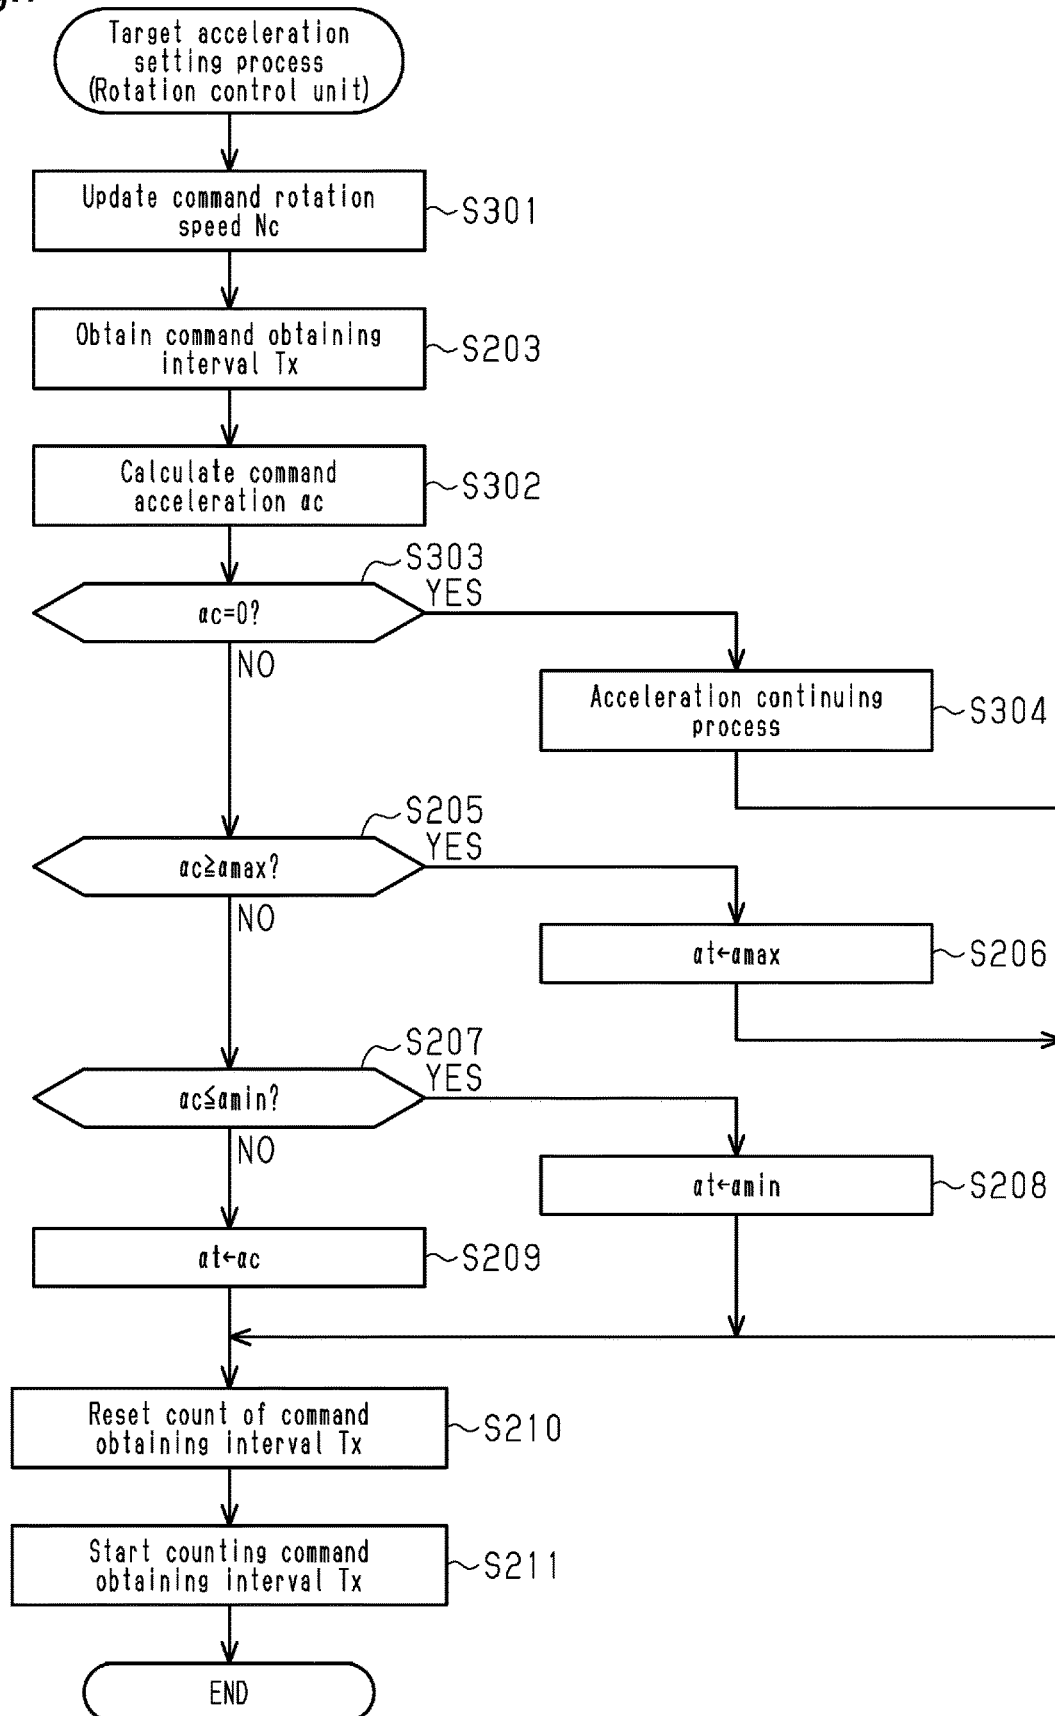 Target acceleration
setting process
(Rotation control unit)
Update command rotation
speed Nc
S301
Obtain command obtaining
interval Tx
S203
Calculate command
acceleration αc
S302
S303
αc=0?
YES
NO
Acceleration continuing
process
S304
S205
αc≧αmax?
YES
NO
αt←αmax
S206
S207
αc≦αmin?
YES
NO
αt←αmin
S208
αt←αc
S209
Reset count of command
obtaining interval Tx
S210
Start counting command
obtaining interval Tx
S211
END